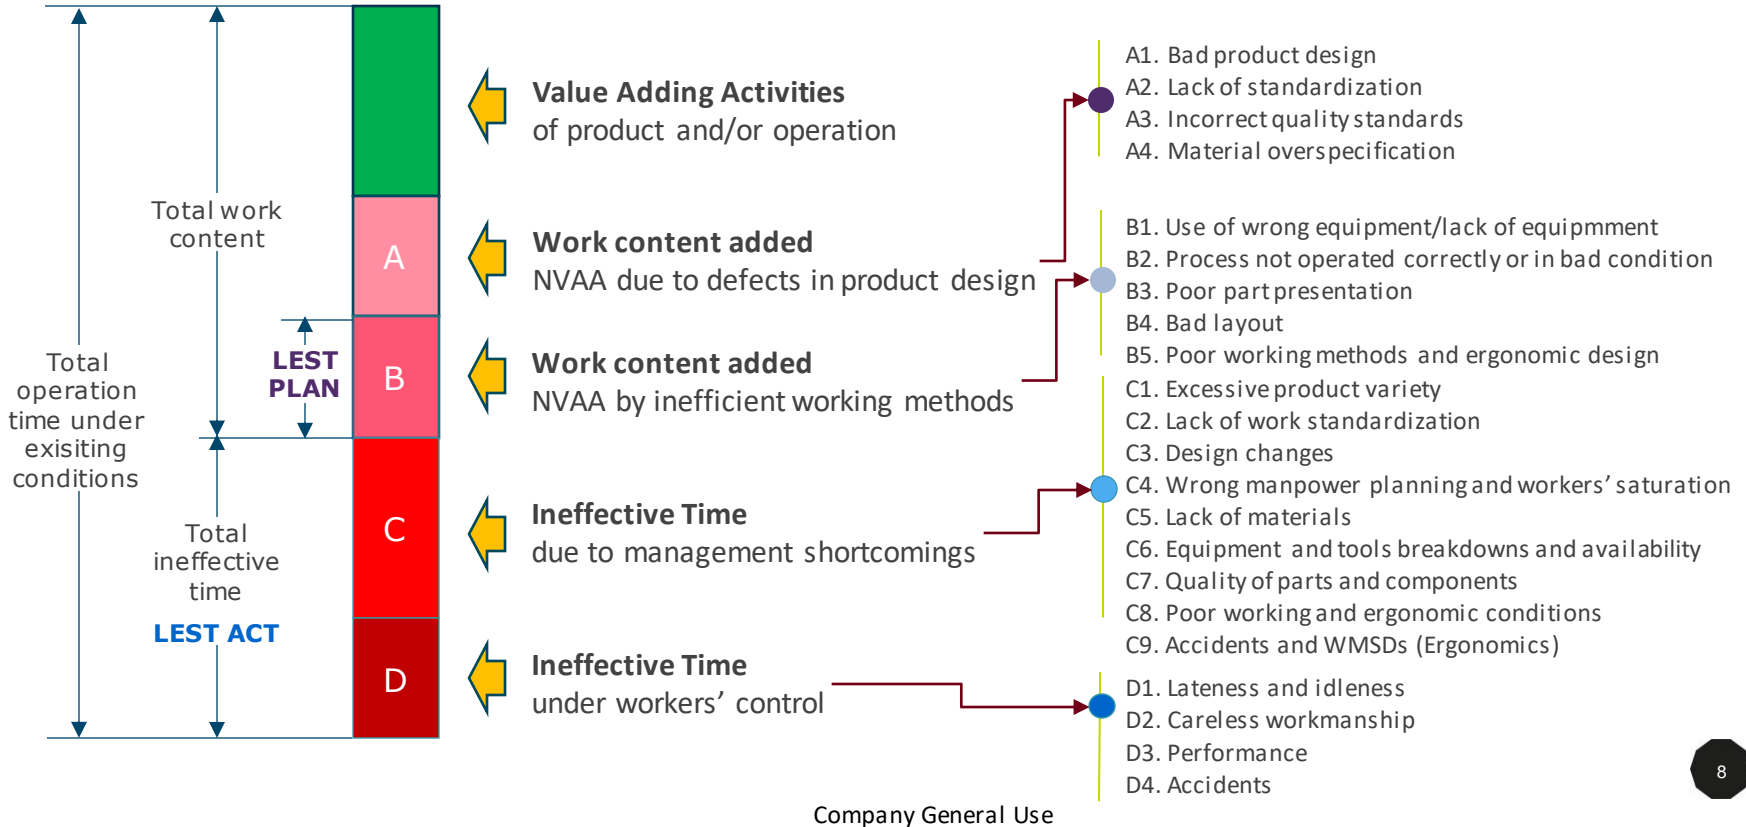 Total
operation
time under
exisiting
conditions
Total work
content
LEST
PLAN
Total
ineffective
time
LEST ACT
A
B
C
D
Value Adding Activities
of product and/or operation
Work content added
NVAA due to defects in product design
Work content added
NVAA by inefficient working methods
Ineffective Time
due to management shortcomings
Ineffective Time
under workers’ control
A1. Bad product design
A2. Lack of standardization
A3. Incorrect quality standards
A4. Material overspecification
B1. Use of wrong equipment/lack of equipmment
B2. Process not operated correctly or in bad condition
B3. Poor part presentation
B4. Bad layout
B5. Poor working methods and ergonomic design
C1. Excessive product variety
C2. Lack of work standardization
C3. Design changes
C4. Wrong manpower planning and workers’ saturation
C5. Lack of materials
C6. Equipment and tools breakdowns and availability
C7. Quality of parts and components
C8. Poor working and ergonomic conditions
C9. Accidents and WMSDs (Ergonomics)
D1. Lateness and idleness
D2. Careless workmanship
D3. Performance
D4. Accidents
8
Company General Use